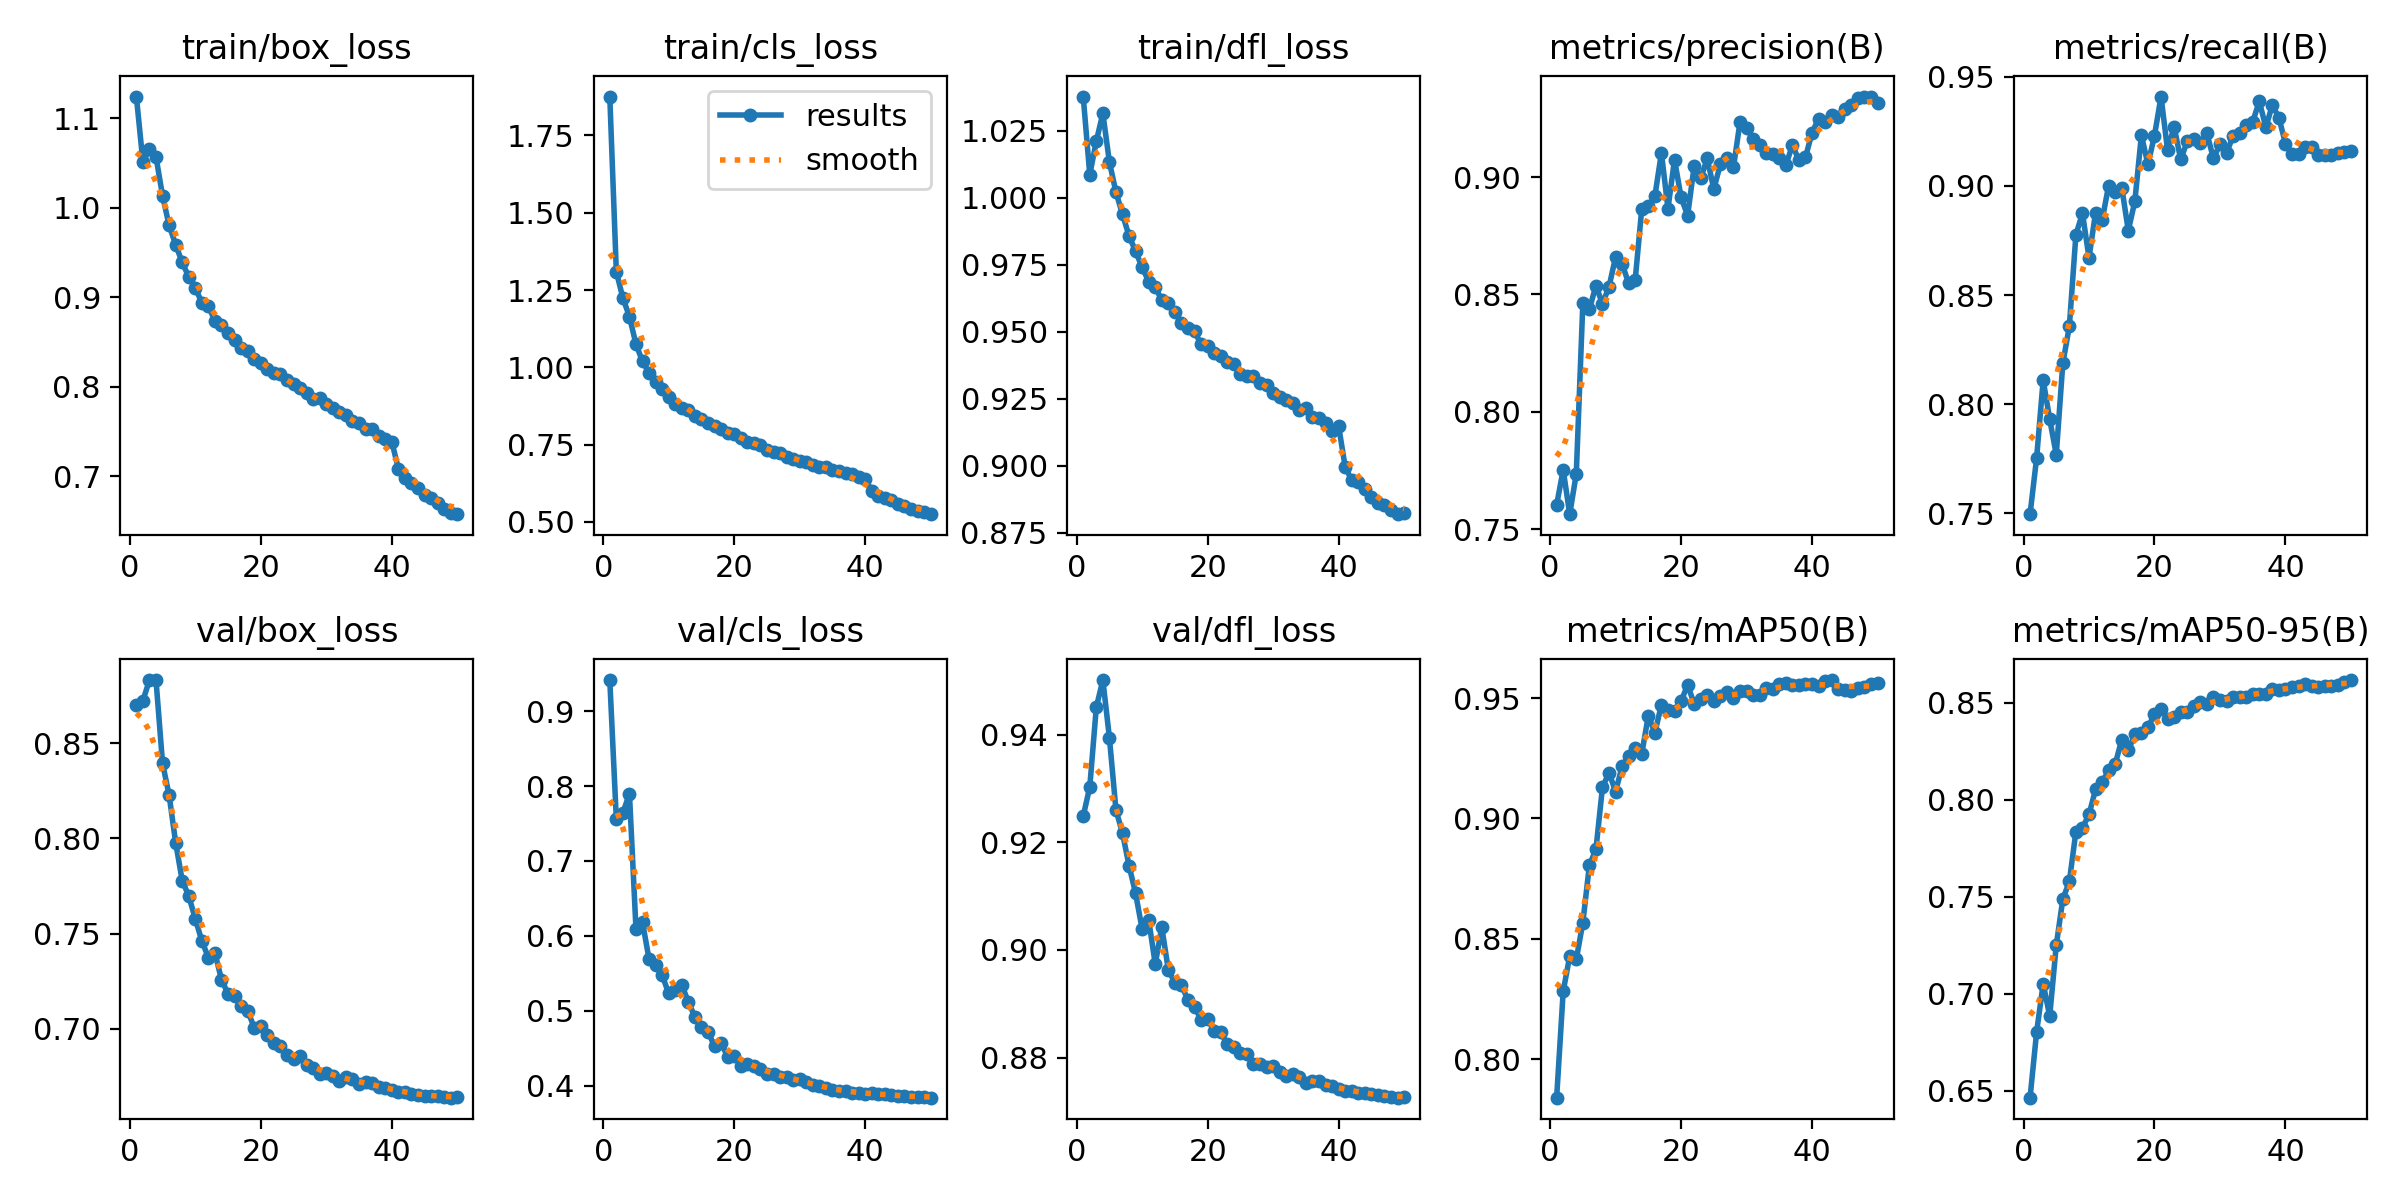 train/box_loss
1.1
1.0
0.9
0.8
0.7
0 20 40
train/cls_loss
results
smooth
1.75
1.50
1.25
1.00
0.75
0.50
0 20 40
train/dfl_loss
1.025
1.000
0.975
0.950
0.925
0.900
0.875
0 20 40
metrics/precision(B)
0.90
0.85
0.80
0.75
0 20 40
metrics/recall(B)
0.95
0.90
0.85
0.80
0.75
0 20 40
val/box_loss
0.85
0.80
0.75
0.70
0 20 40
val/cls_loss
0.9
0.8
0.7
0.6
0.5
0.4
0 20 40
val/dfl_loss
0.94
0.92
0.90
0.88
0 20 40
metrics/mAP50(B)
0.95
0.90
0.85
0.80
0 20 40
metrics/mAP50-95(B)
0.85
0.80
0.75
0.70
0.65
0 20 40